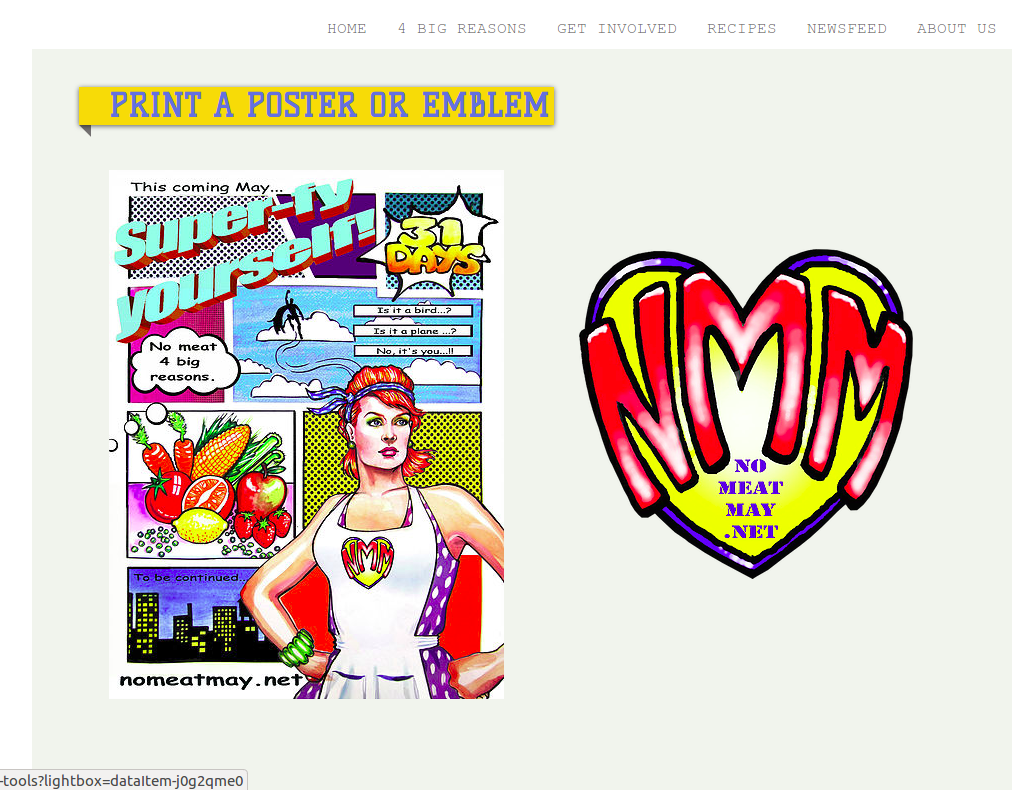 HOME 4 BIG REASONS GET INVOLVED RECIPES NEWSFEED ABOUT US
PRINT A POSTER OR EMBLEM
This coming May...
Super-fy
yourself!
31
DAYS
Is it a bird...?
Is it a plane ...?
No, it's you...!!
No meat
4 big
reasons.
NMM
To be continued...
nomeatmay.net
NMM
NO
MEAT
MAY
.NET
-tools?lightbox=dataItem-j0g2qme0